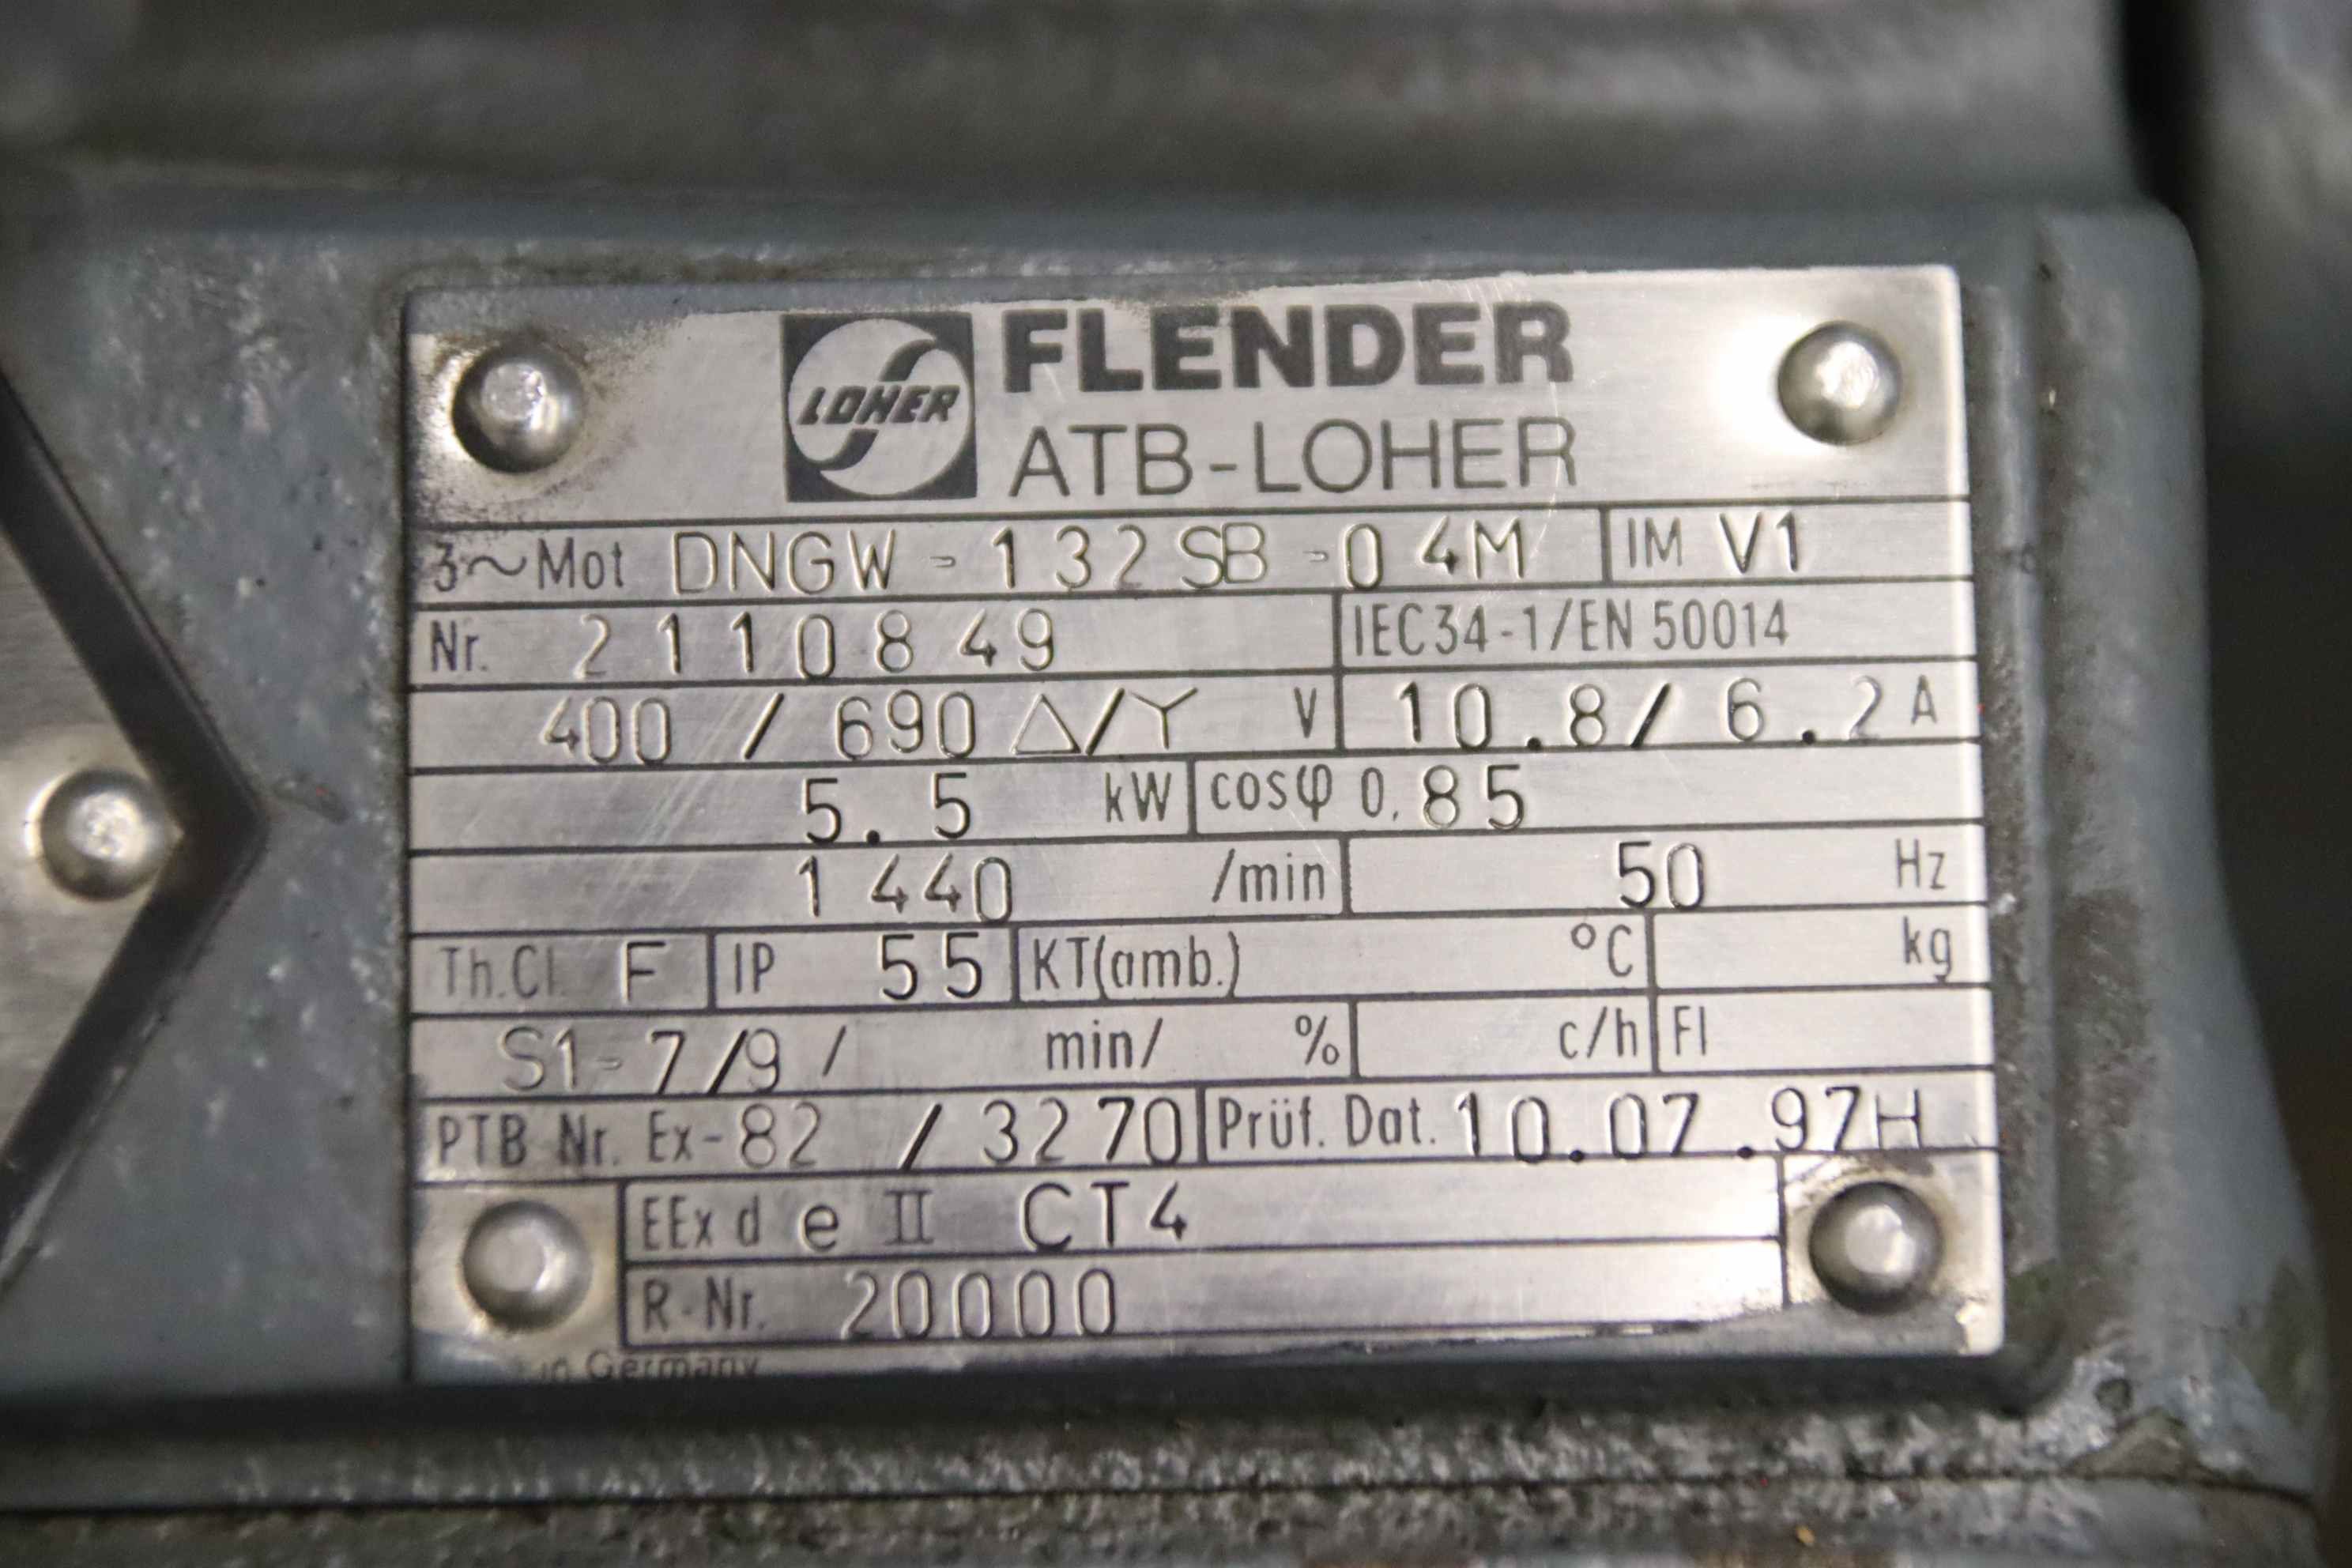 LOHER
FLENDER
ATB-LOHER
3~Mot DNGW-132SB-04M IM V1
Nr. 2110849 IEC34-1/EN 50014
400 / 690 Δ/Y V 10.8/ 6.2 A
5.5 kW cosφ 0.85
1440 /min 50 Hz
Th.Cl. F IP 55 KT(amb.) °C kg
S1-7/9/ min/ % c/h FI
PTB Nr. Ex-82 / 3270 Prüf. Dat. 10.07.97H
EEx d e II CT4
R-Nr. 20000
in Germany